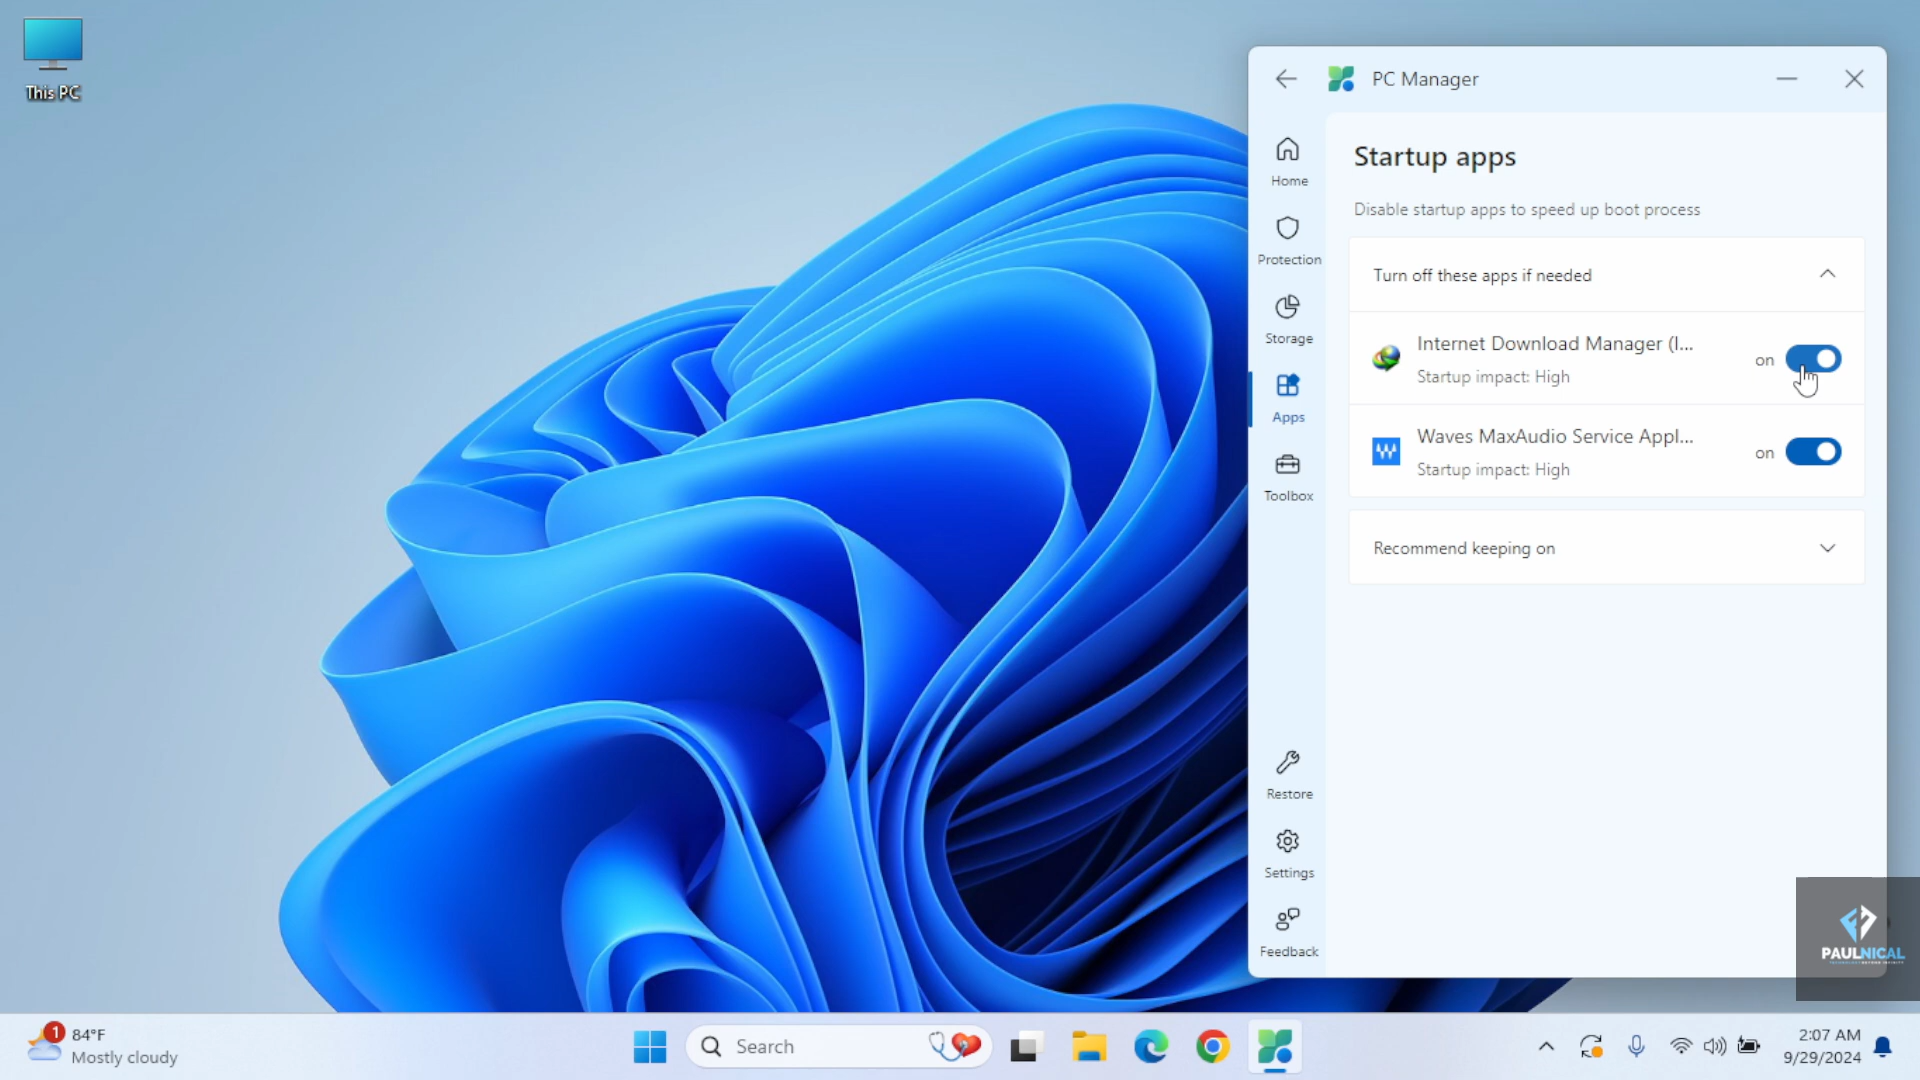 This PC
PC Manager
Home
Protection
Storage
Apps
Toolbox
Restore
Settings
Feedback
Startup apps
Disable startup apps to speed up boot process
Turn off these apps if needed
Internet Download Manager (I...
Startup impact: High
on
Waves MaxAudio Service Appl...
Startup impact: High
on
Recommend keeping on
PAULNICAL
1
84°F
Mostly cloudy
Search
2:07 AM
9/29/2024